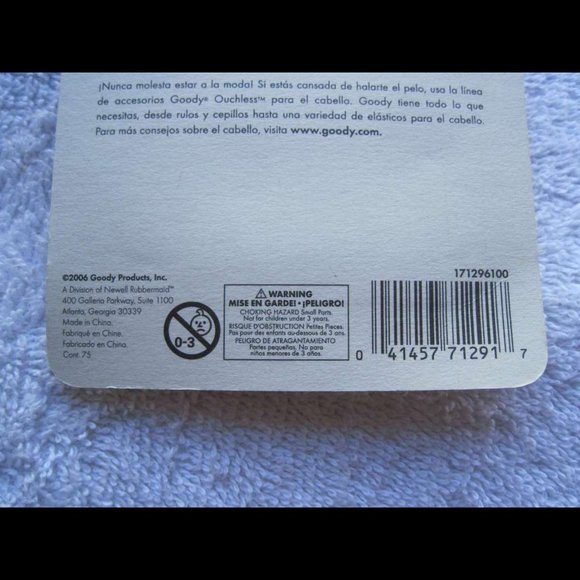 ¡Nunca molesta estar a la moda! Si estás cansada de halarte el pelo, usa la línea
de accesorios Goody® Ouchless™ para el cabello. Goody tiene todo lo que
necesitas, desde rulos y cepillos hasta una variedad de elásticos para el cabello.
Para más consejos sobre el cabello, visita www.goody.com.
©2006 Goody Products, Inc.
A Division of Newell Rubbermaid™
400 Galleria Parkway, Suite 1100
Atlanta, Georgia 30339
Made in China.
Fabriqué en Chine.
Fabricado en China.
Cont. 75
0-3
⚠ WARNING
MISE EN GARDE! • ¡PELIGRO!
CHOKING HAZARD Small Parts.
Not for children under 3 years.
RISQUE D'OBSTRUCTION Petites Pieces.
Pas pour des enfants au-dessous de 3 ans.
PELIGRO DE ATRAGANTAMIENTO
Partes pequeñas, No para
niños menores de 3 años.
171296100
0 41457 71291 7